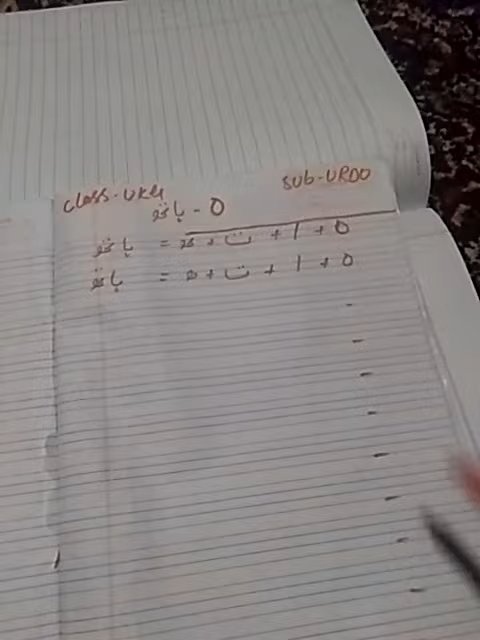 Class-UKG
Sub-URDO
ہاتھ - ہ
ہ + ا + ت + ھ = ہاتھ
ہ + ا + ت + ھ = ہاتھ